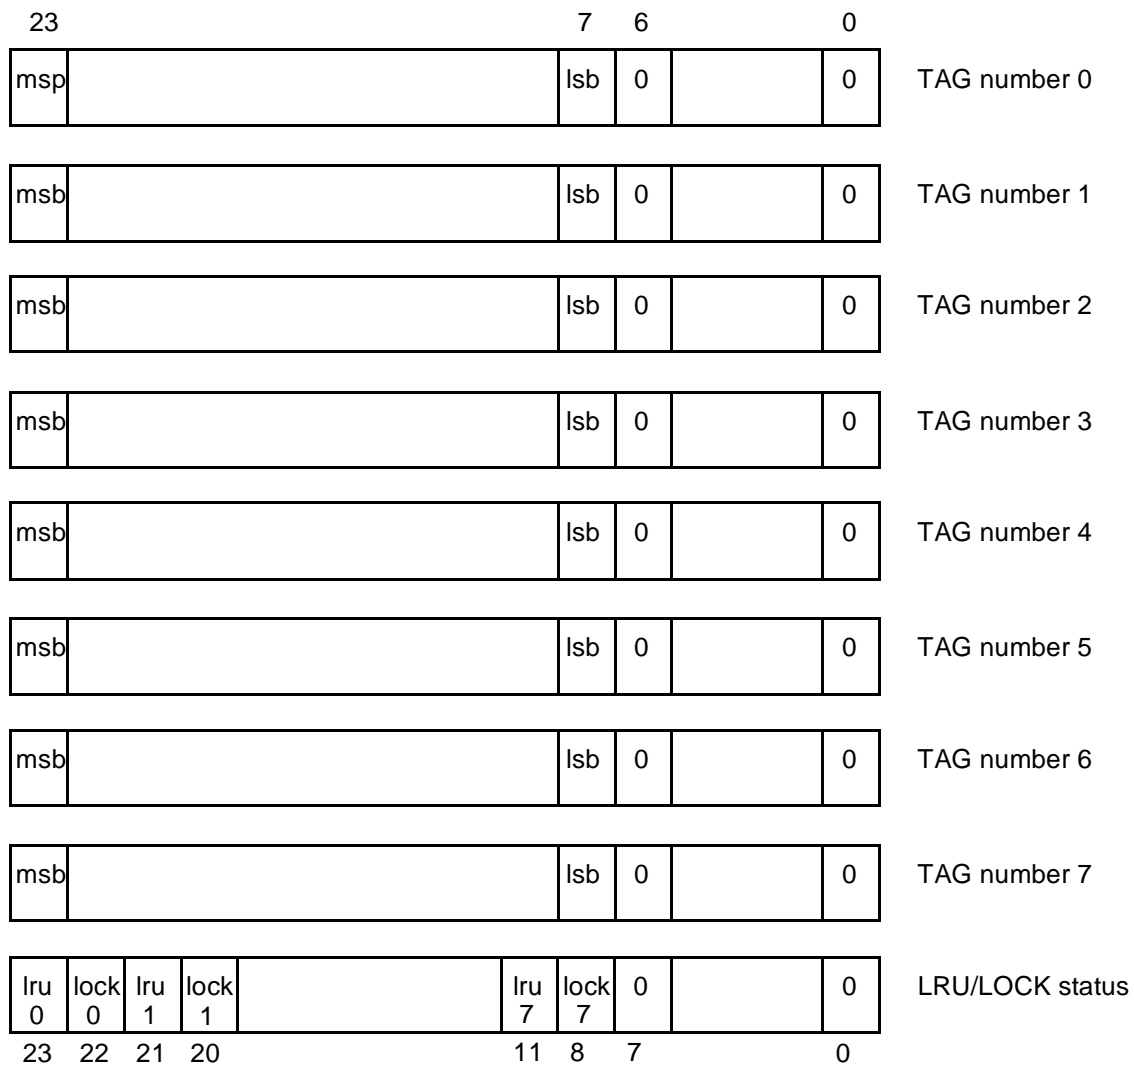 23 7 6 0
msp lsb 0 0 TAG number 0
msb lsb 0 0 TAG number 1
msb lsb 0 0 TAG number 2
msb lsb 0 0 TAG number 3
msb lsb 0 0 TAG number 4
msb lsb 0 0 TAG number 5
msb lsb 0 0 TAG number 6
msb lsb 0 0 TAG number 7
lru lock lru lock lru lock 0 0 LRU/LOCK status
0 0 1 1 7 7
23 22 21 20 11 8 7 0